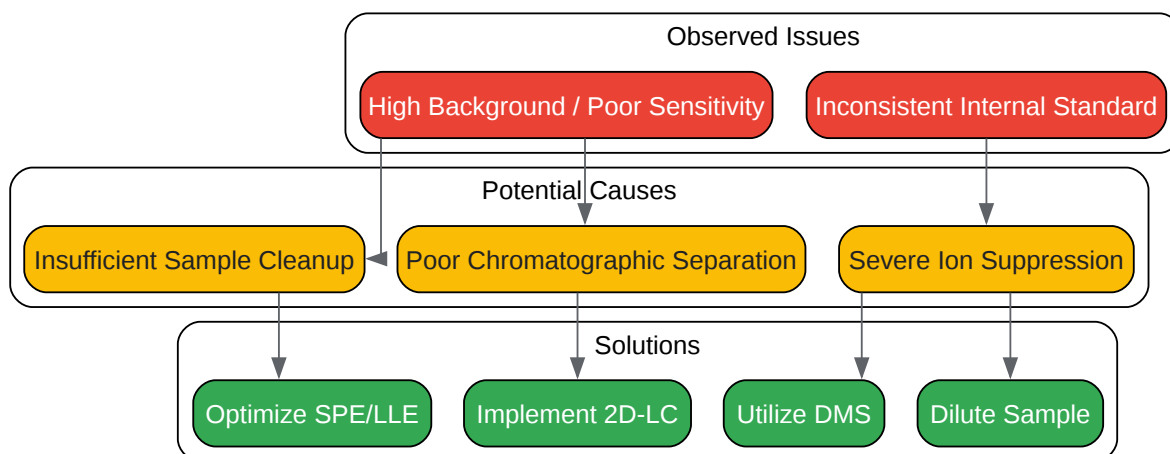 Observed Issues
High Background / Poor Sensitivity
Inconsistent Internal Standard
Potential Causes
Insufficient Sample Cleanup
Poor Chromatographic Separation
Severe Ion Suppression
Solutions
Optimize SPE/LLE
Implement 2D-LC
Utilize DMS
Dilute Sample